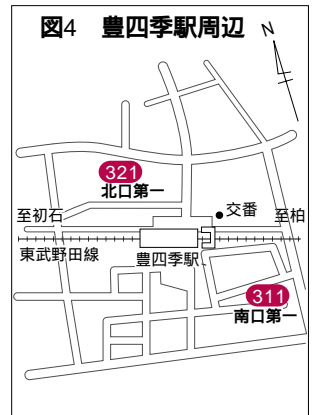 図4 豊四季駅周辺
N
321
北口第一
交番
至初石
至柏
東武野田線
豊四季駅
311
南口第一